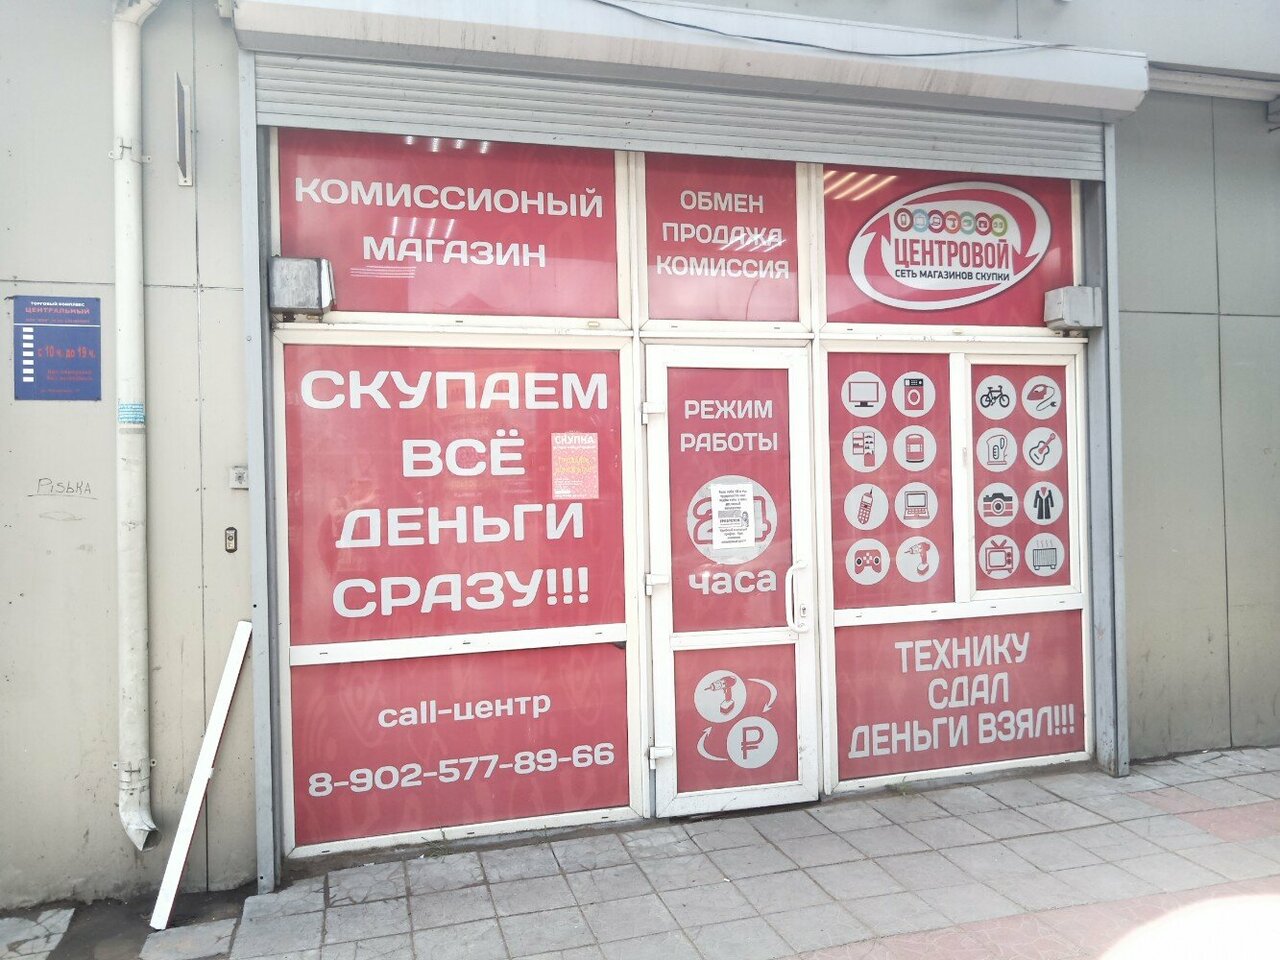 КОМИССИОНЫЙ
МАГАЗИН
ОБМЕН
ПРОДАЖА
КОМИССИЯ
ЦЕНТРОВОЙ
СЕТЬ МАГАЗИНОВ СКУПКИ
ТОРГОВЫЙ КОМПЛЕКС
ЦЕНТРАЛЬНЫЙ
с 10 ч. до 19 ч.
PisbKA
СКУПАЕМ
ВСЁ
ДЕНЬГИ
СРАЗУ!!!
СКУПКА
call-центр
8-902-577-89-66
РЕЖИМ
РАБОТЫ
24
часа
₽
ТЕХНИКУ
СДАЛ
ДЕНЬГИ ВЗЯЛ!!!